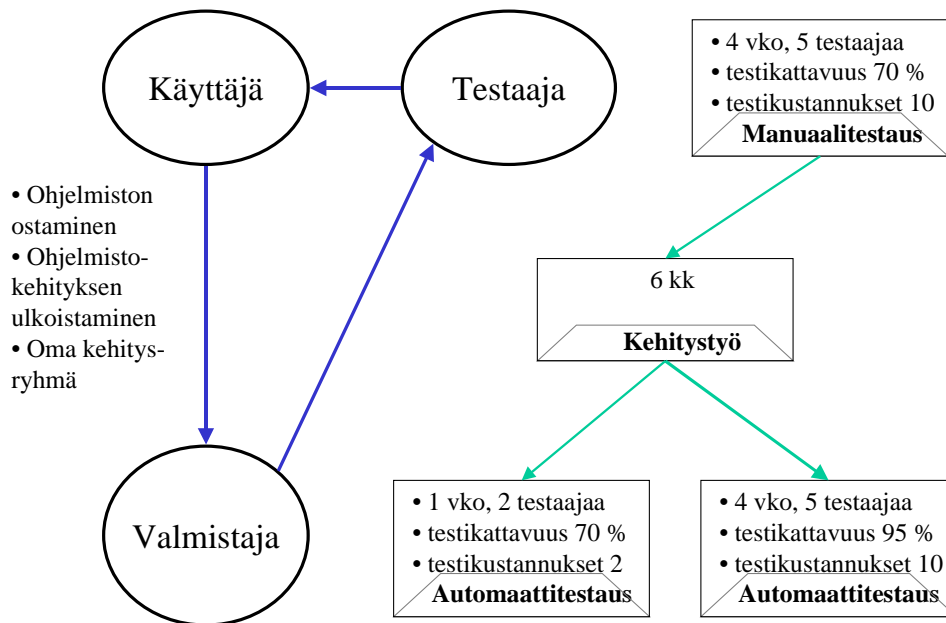 Käyttäjä
Testaaja
• Ohjelmiston
ostaminen
• Ohjelmisto-
kehityksen
ulkoistaminen
• Oma kehitys-
ryhmä
Valmistaja
• 4 vko, 5 testaajaa
• testikattavuus 70 %
• testikustannukset 10
Manuaalitestaus
6 kk
Kehitystyö
• 1 vko, 2 testaajaa
• testikattavuus 70 %
• testikustannukset 2
Automaattitestaus
• 4 vko, 5 testaajaa
• testikattavuus 95 %
• testikustannukset 10
Automaattitestaus